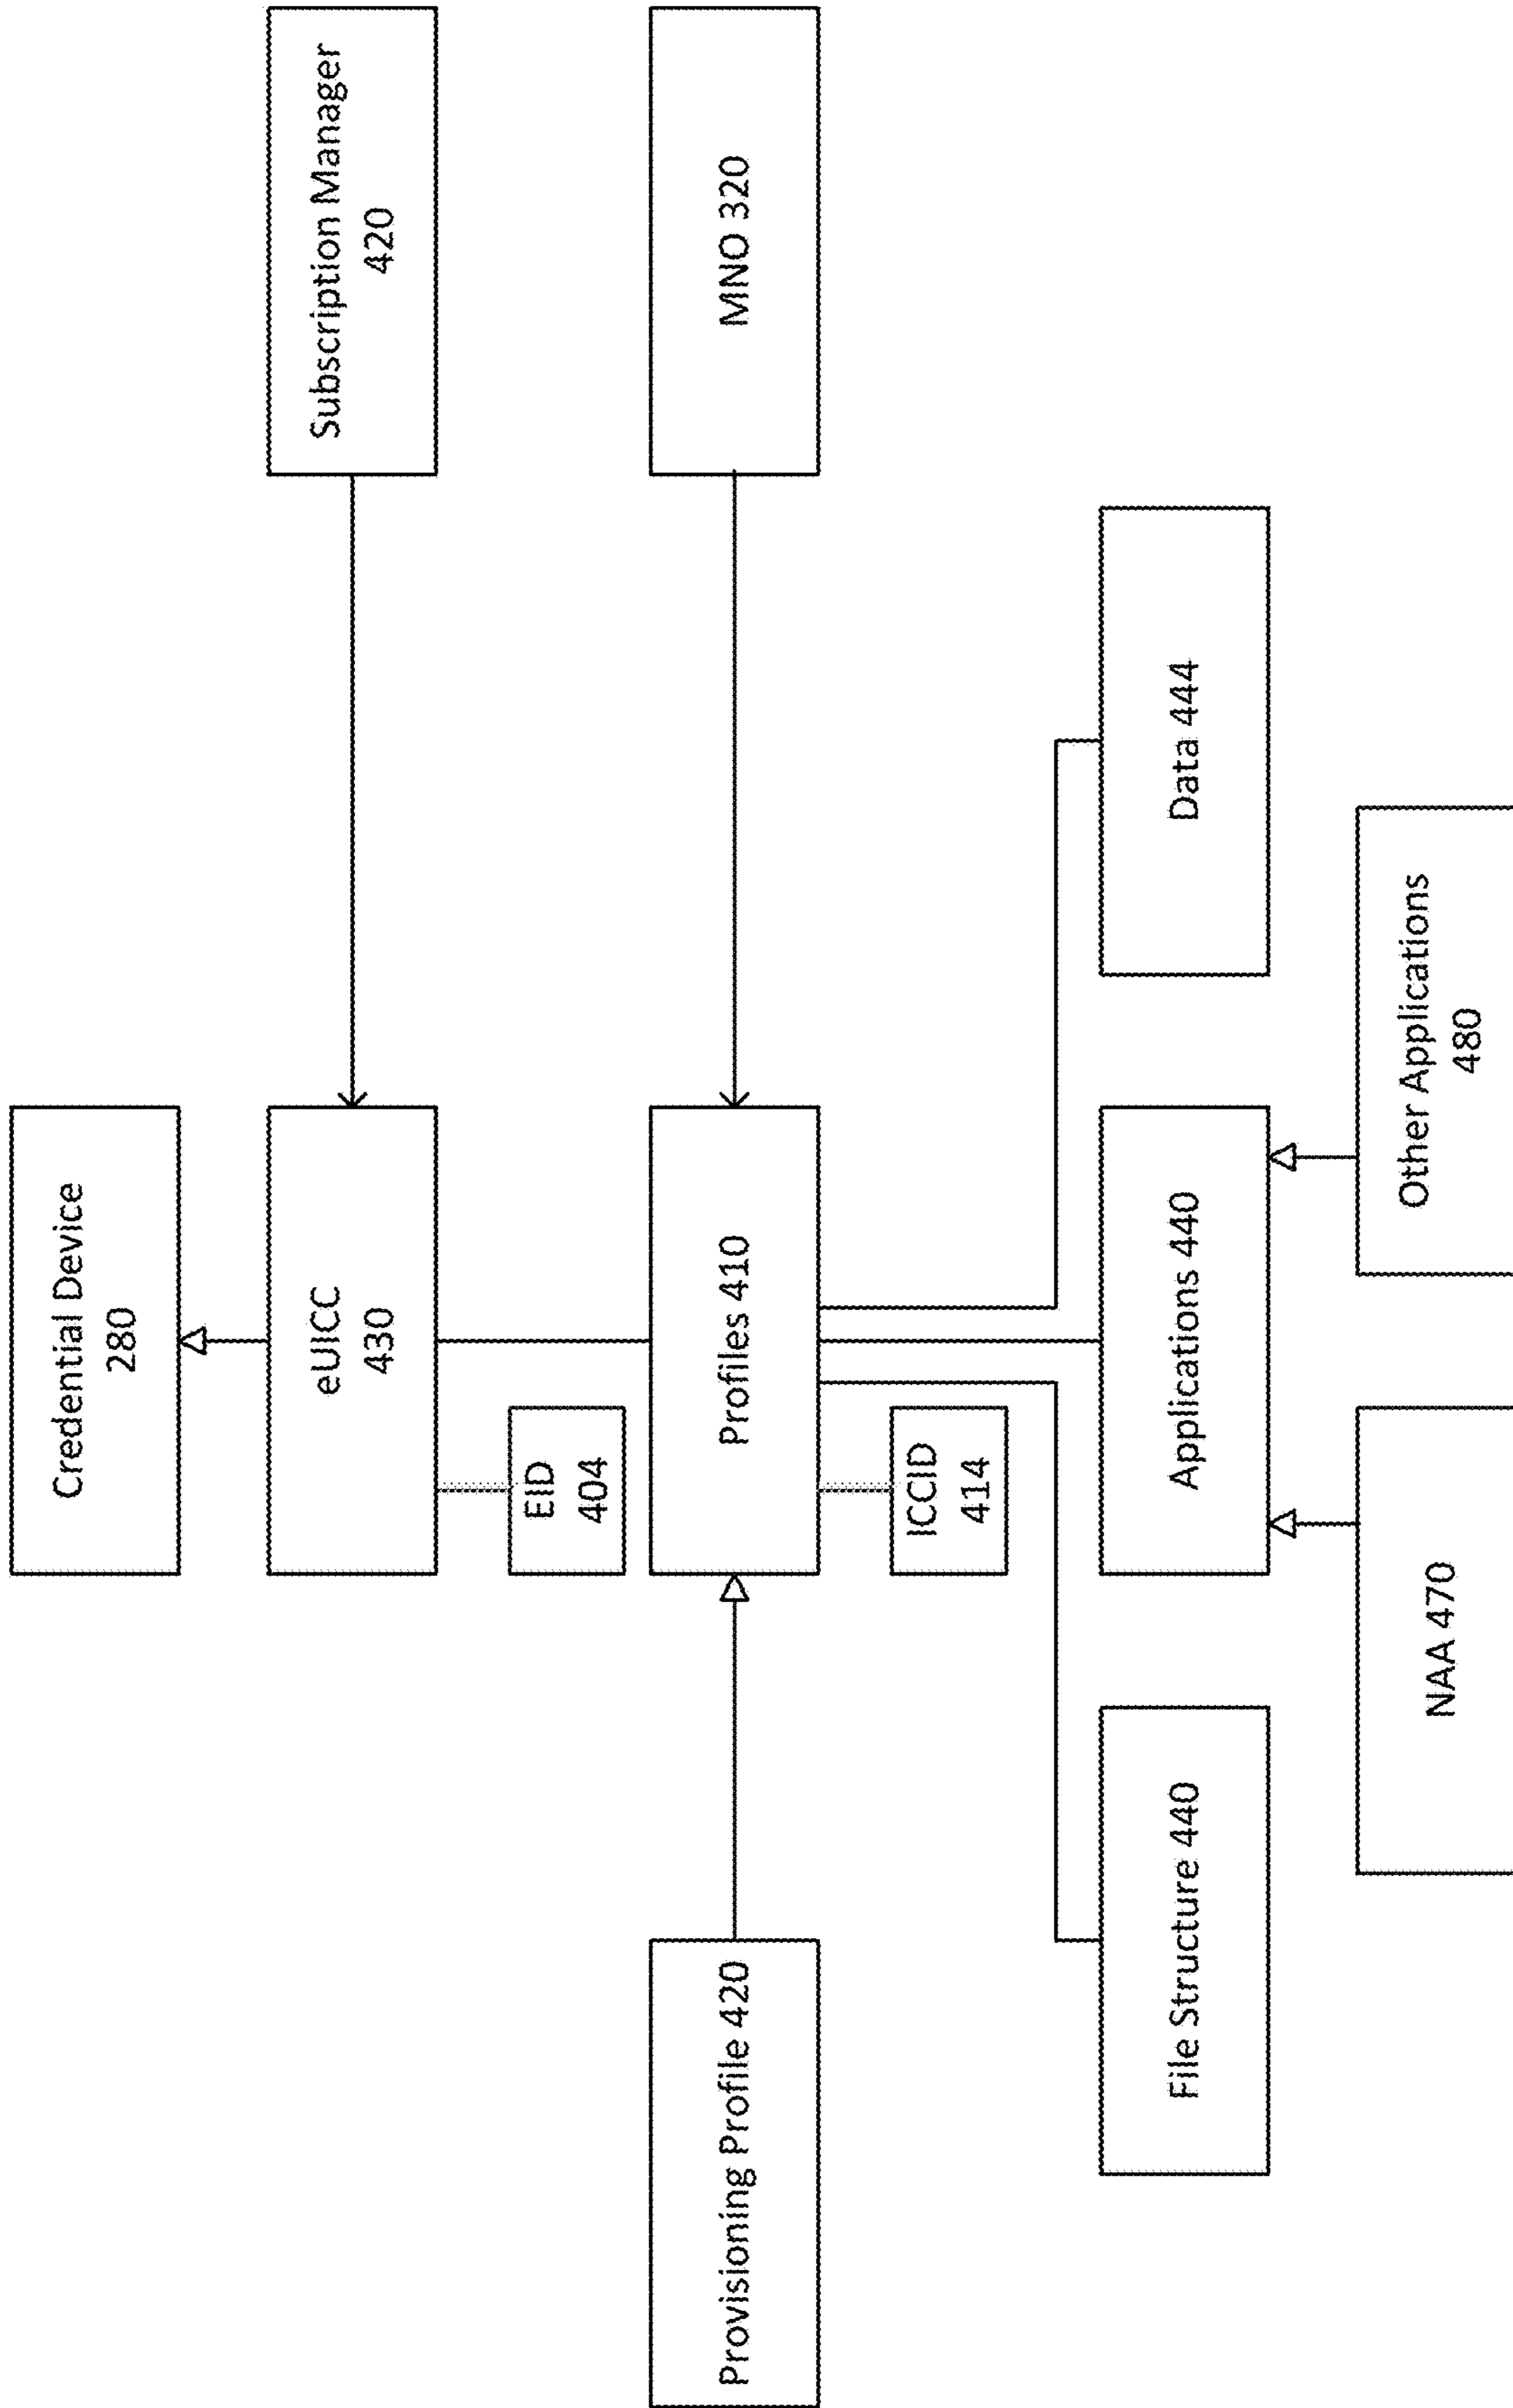 Credential Device
280
eUICC
430
Subscription Manager
420
EID
404
Provisioning Profile 420
Profiles 410
MNO 320
ICCID
414
File Structure 440
Applications 440
Data 444
NAA 470
Other Applications
480